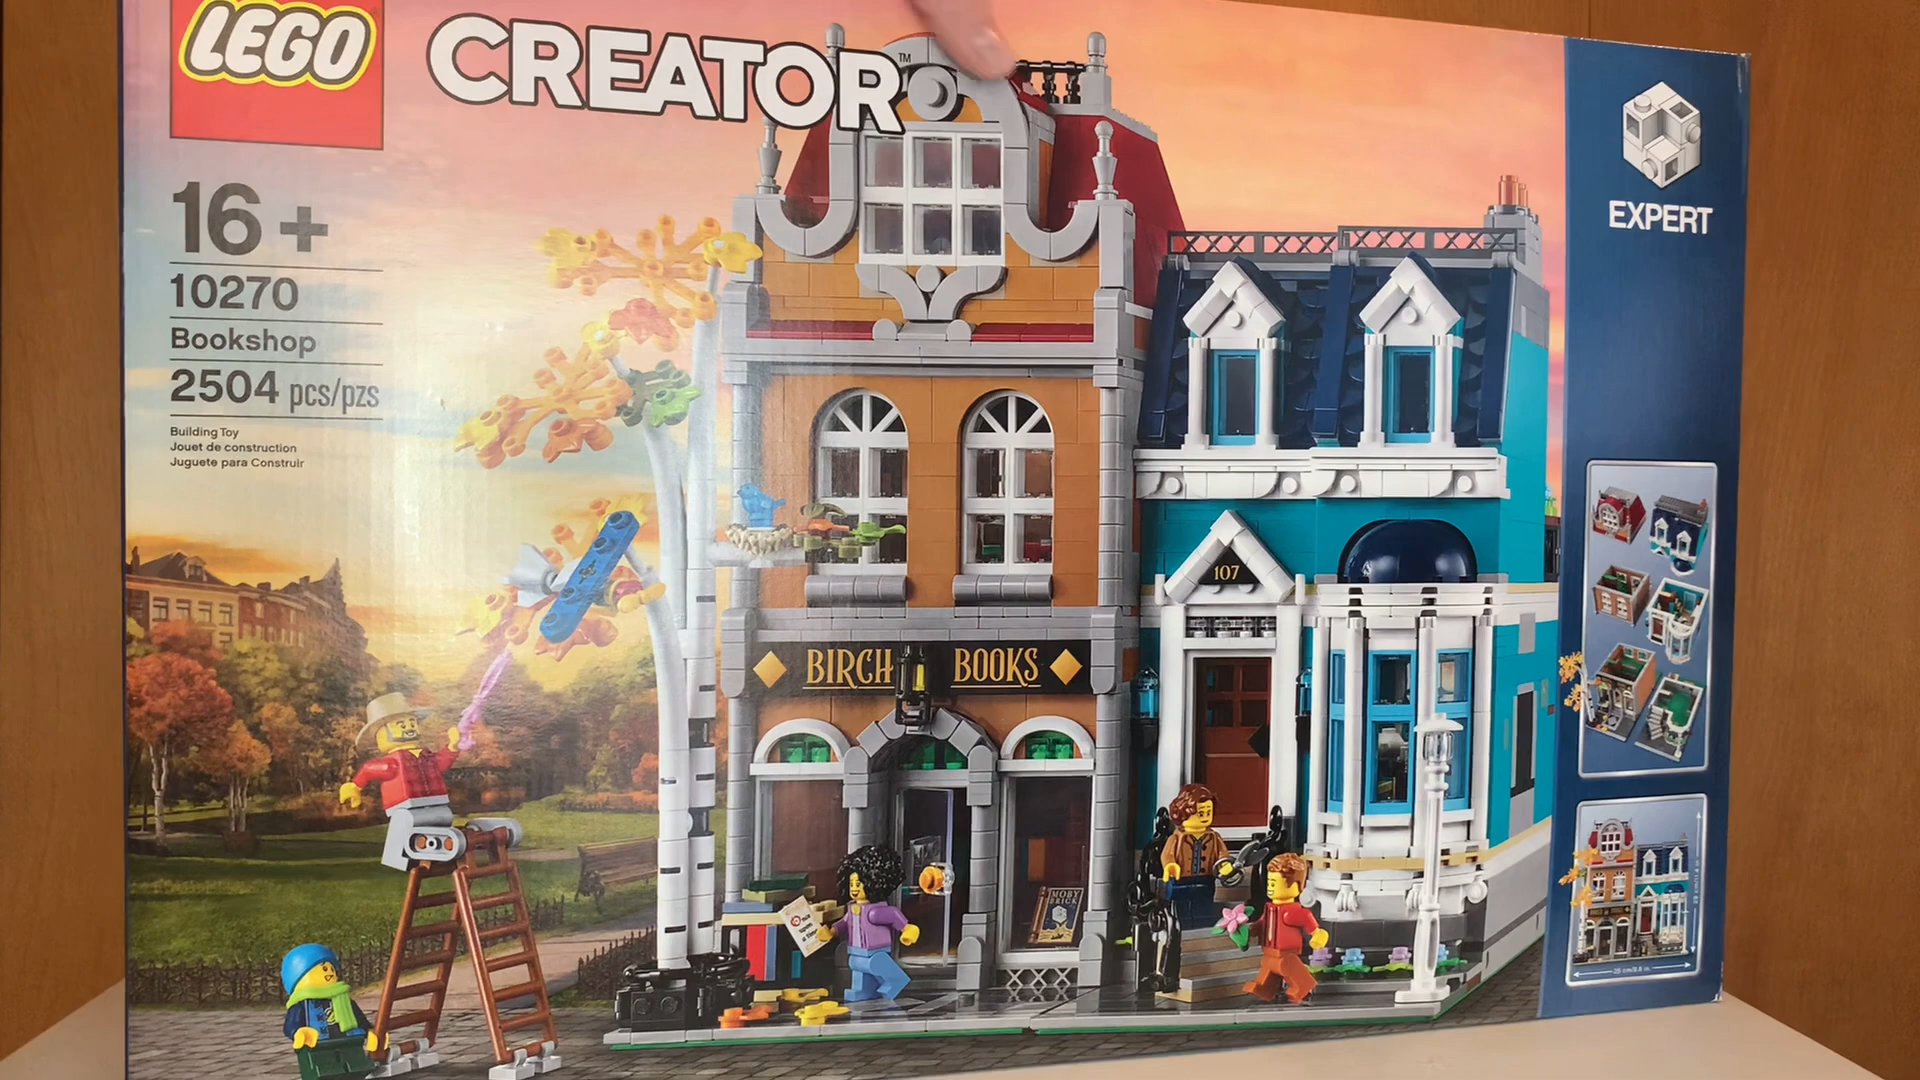 LEGO
CREATOR™
16+
10270
Bookshop
2504 pcs/pzs
Building Toy
Jouet de construction
Juguete para Construir
EXPERT
107
BIRCH BOOKS
MOBY
BRICK